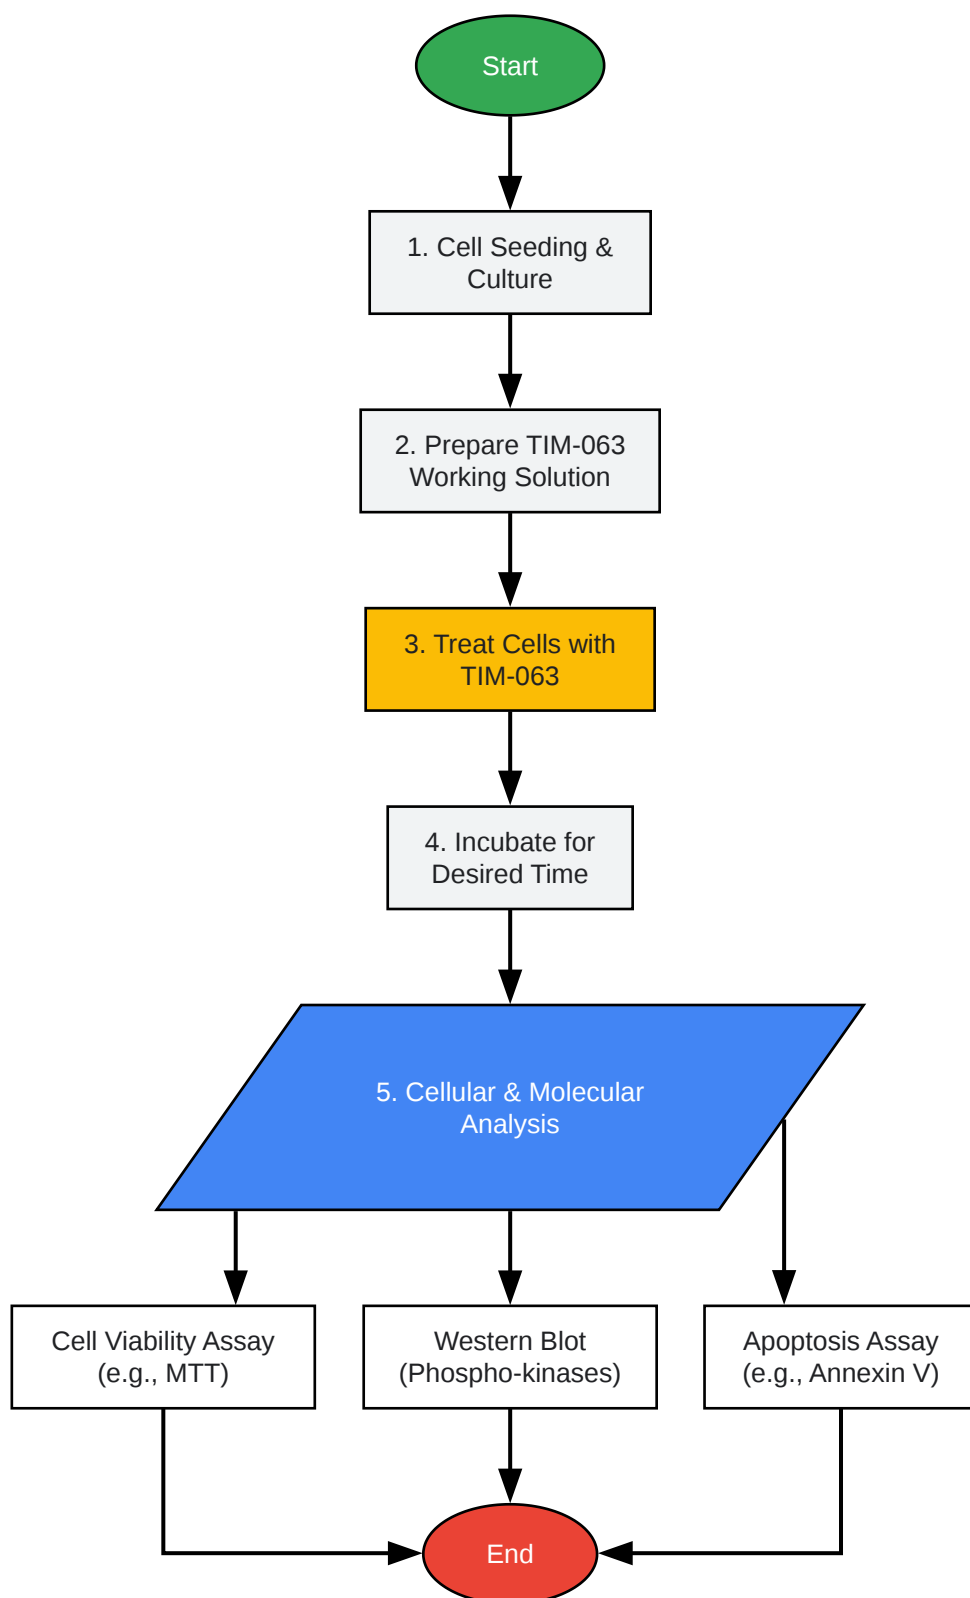 Start
1. Cell Seeding &
Culture
2. Prepare TIM-063
Working Solution
3. Treat Cells with
TIM-063
4. Incubate for
Desired Time
5. Cellular & Molecular
Analysis
Cell Viability Assay
(e.g., MTT)
Western Blot
(Phospho-kinases)
Apoptosis Assay
(e.g., Annexin V)
End